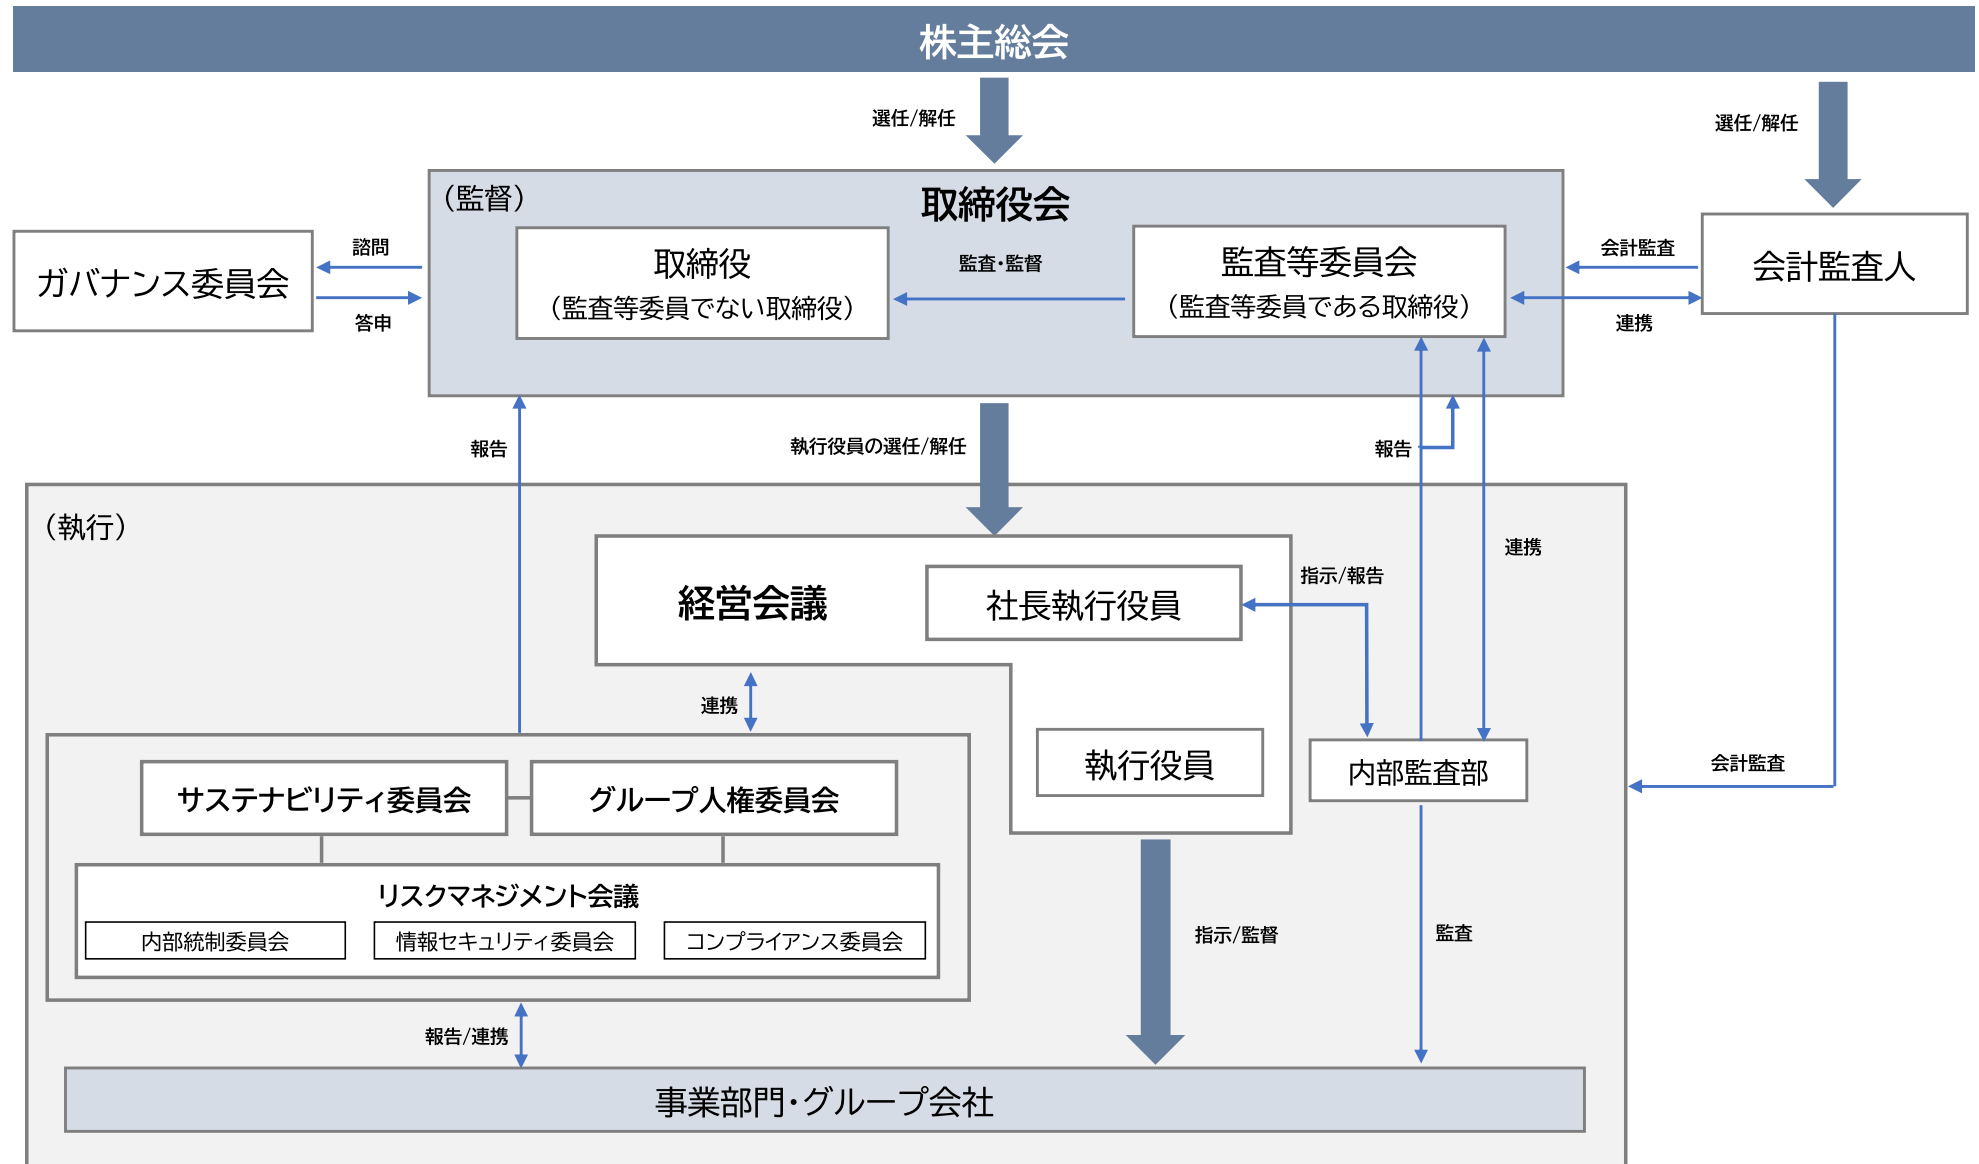 株主総会
選任/解任
選任/解任
（監督）
取締役会
ガバナンス委員会
諮問
答申
取締役
（監査等委員でない取締役）
監査・監督
監査等委員会
（監査等委員である取締役）
会計監査
連携
会計監査人
報告
執行役員の選任/解任
報告
（執行）
連携
経営会議
社長執行役員
指示/報告
連携
執行役員
内部監査部
会計監査
サステナビリティ委員会
グループ人権委員会
リスクマネジメント会議
内部統制委員会
情報セキュリティ委員会
コンプライアンス委員会
指示/監督
監査
報告/連携
事業部門・グループ会社